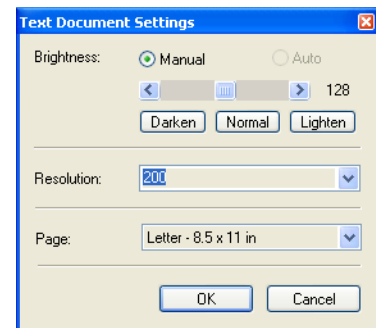 Text Document Settings
Brightness: Manual Auto
128
Darken Normal Lighten
Resolution: 200
Page: Letter - 8.5 x 11 in
OK Cancel